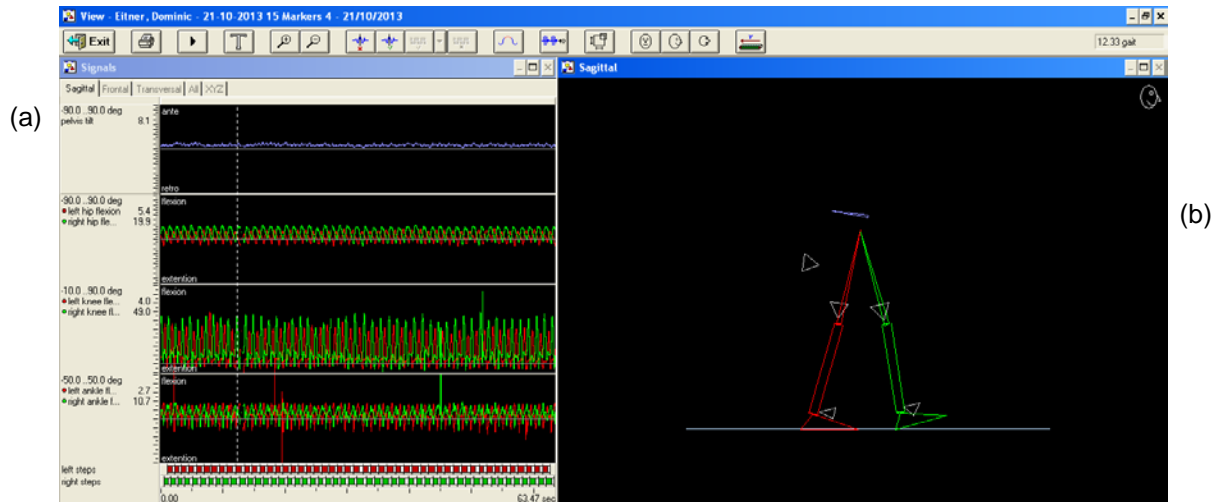 View - Eitner, Dominic - 21-10-2013 15 Markers 4 - 21/10/2013
Exit
12.33 gait
Signals
Sagittal
Sagittal Frontal Transversal All XYZ
(a)
(b)
-90.0 ..90.0 deg
pelvis tilt 8.1
ante
retro
-90.0 ..90.0 deg
left hip flexion 5.4
right hip fle... 19.9
flexion
extention
-10.0 ..90.0 deg
left knee fle... 4.0
right knee fl... 49.0
flexion
extention
-50.0 ..50.0 deg
left ankle fl... 2.7
right ankle f... 10.7
flexion
extention
left steps
right steps
0.00 63.47 sec